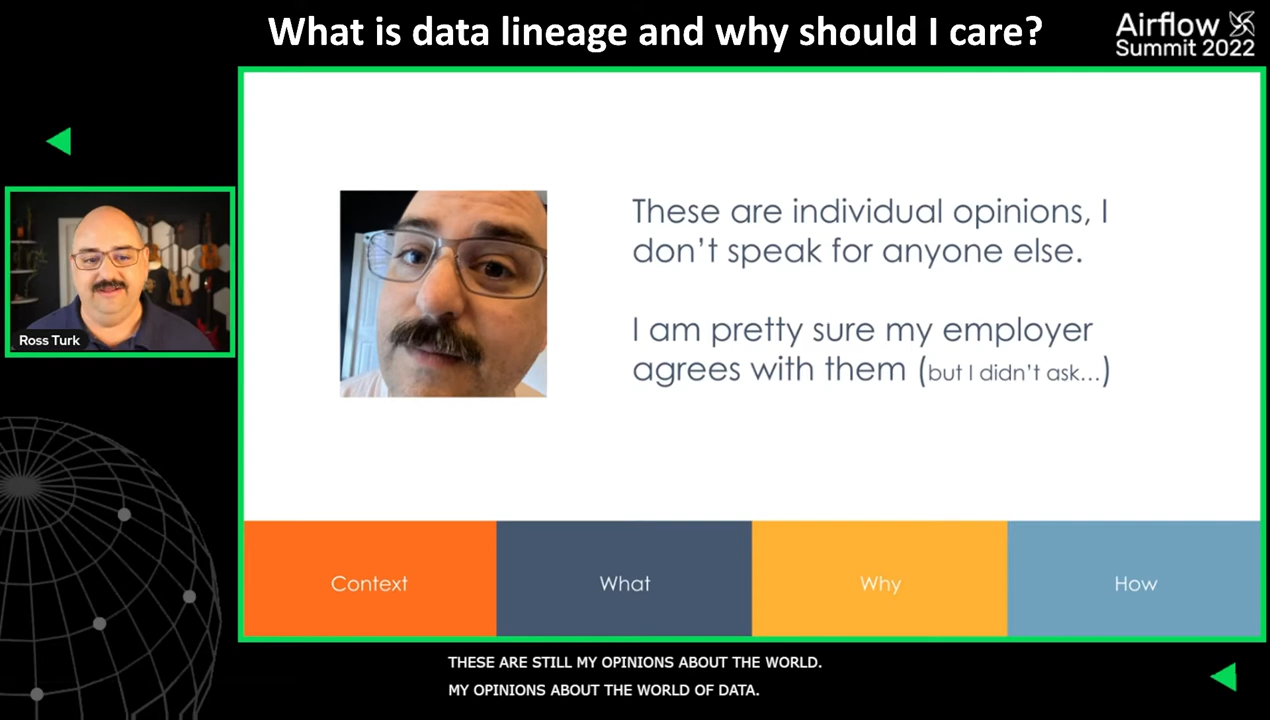 What is data lineage and why should I care?
Airflow
Summit 2022
Ross Turk
These are individual opinions, I
don't speak for anyone else.
I am pretty sure my employer
agrees with them (but I didn't ask...)
Context
What
Why
How
THESE ARE STILL MY OPINIONS ABOUT THE WORLD.
MY OPINIONS ABOUT THE WORLD OF DATA.